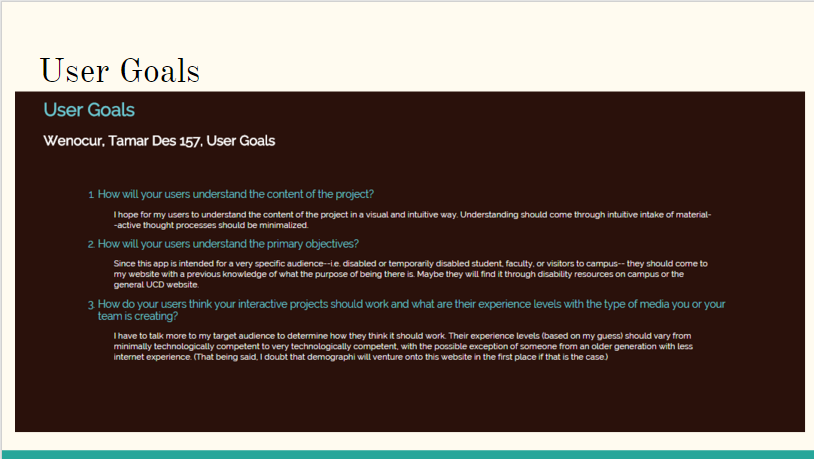 User Goals
User Goals
Wenocur, Tamar Des 157, User Goals
1. How will your users understand the content of the project?
I hope for my users to understand the content of the project in a visual and intuitive way. Understanding should come through intuitive intake of material-
-active thought processes should be minimalized.
2. How will your users understand the primary objectives?
Since this app is intended for a very specific audience--i.e. disabled or temporarily disabled student, faculty, or visitors to campus-- they should come to
my website with a previous knowledge of what the purpose of being there is. Maybe they will find it through disability resources on campus or the
general UCD website.
3. How do your users think your interactive projects should work and what are their experience levels with the type of media you or your
team is creating?
I have to talk more to my target audience to determine how they think it should work. Their experience levels (based on my guess) should vary from
minimally technologically competent to very technologically competent, with the possible exception of someone from an older generation with less
internet experience. (That being said, I doubt that demographi will venture onto this website in the first place if that is the case.)